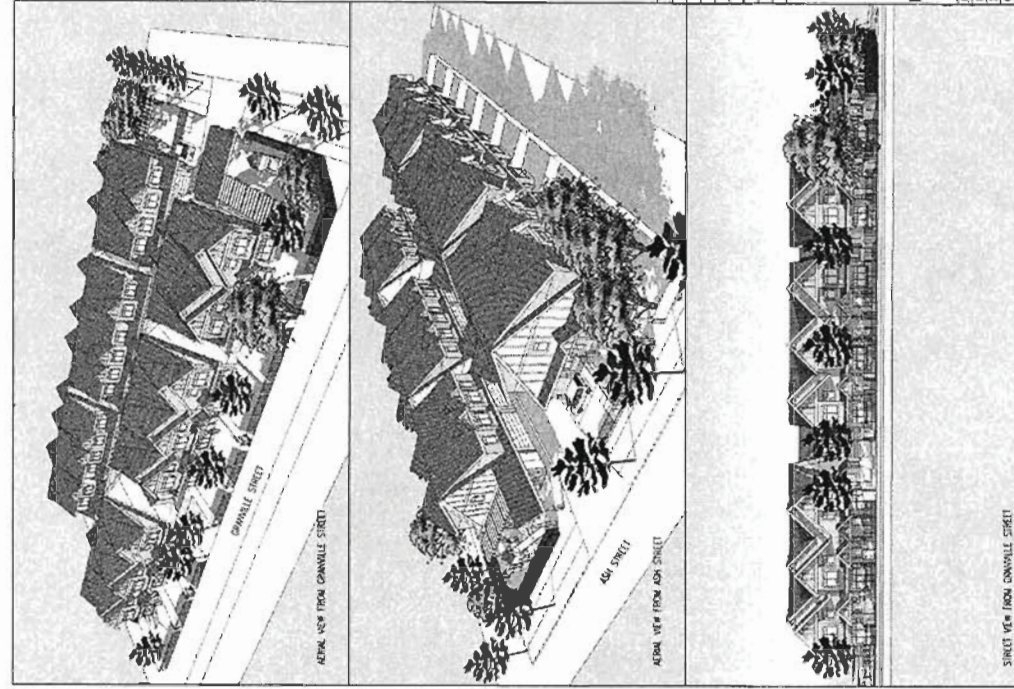 GRANVILLE STREET
AERIAL VIEW FROM GRANVILLE STREET
ASH STREET
AERIAL VIEW FROM ASH STREET
STREET VIEW FROM GRANVILLE STREET